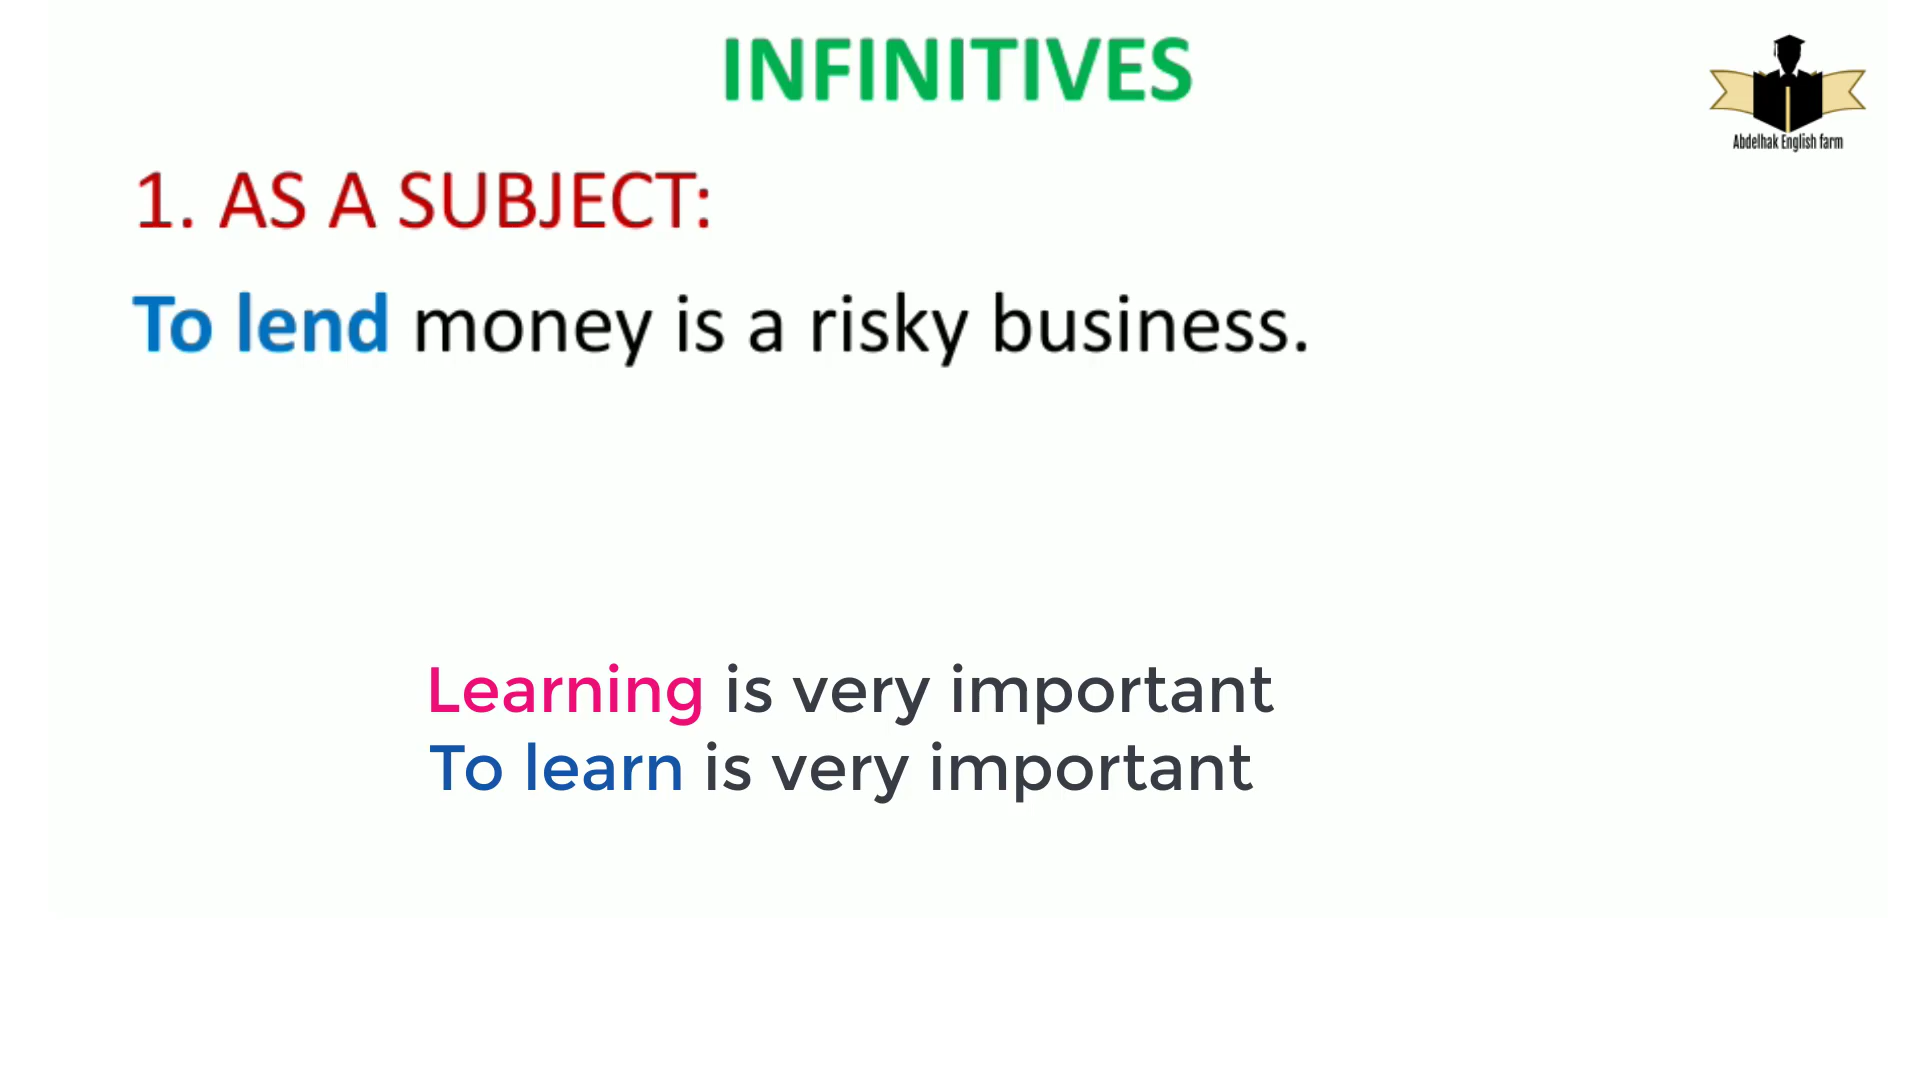 INFINITIVES
Abdelhak English farm
1. AS A SUBJECT:
To lend money is a risky business.
Learning is very important
To learn is very important